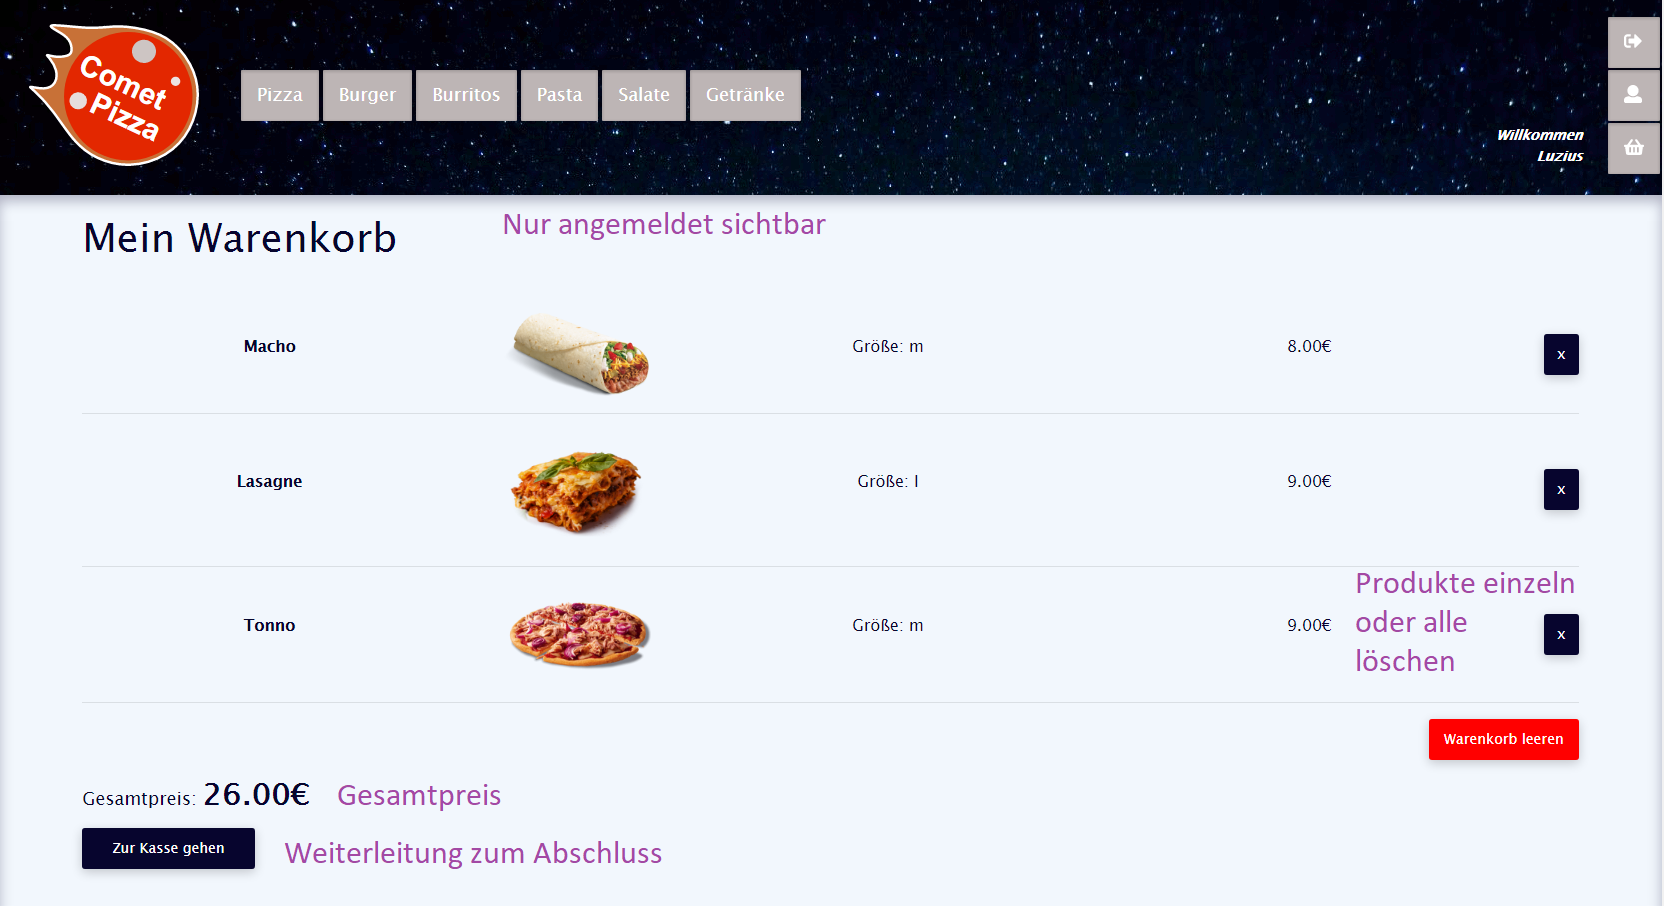 Comet
Pizza
Pizza
Burger
Burritos
Pasta
Salate
Getränke
Willkommen
Luzius
Mein Warenkorb
Nur angemeldet sichtbar
Macho
Größe: m
8.00€
x
Lasagne
Größe: l
9.00€
x
Tonno
Größe: m
9.00€
x
Produkte einzeln
oder alle
löschen
Warenkorb leeren
Gesamtpreis: 26.00€
Gesamtpreis
Zur Kasse gehen
Weiterleitung zum Abschluss